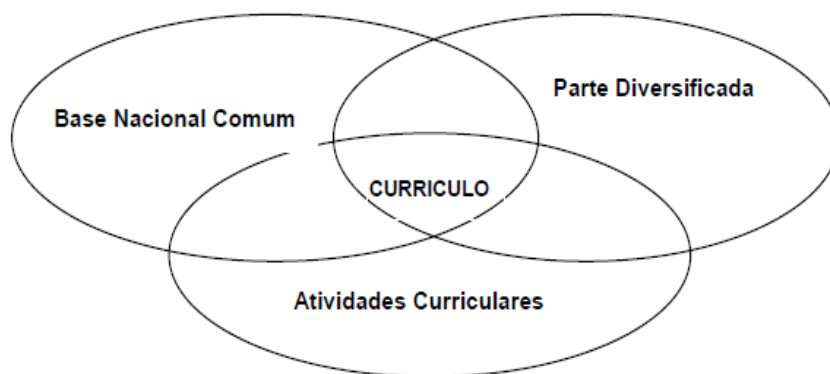 Parte Diversificada
Base Nacional Comum
CURRICULO
Atividades Curriculares